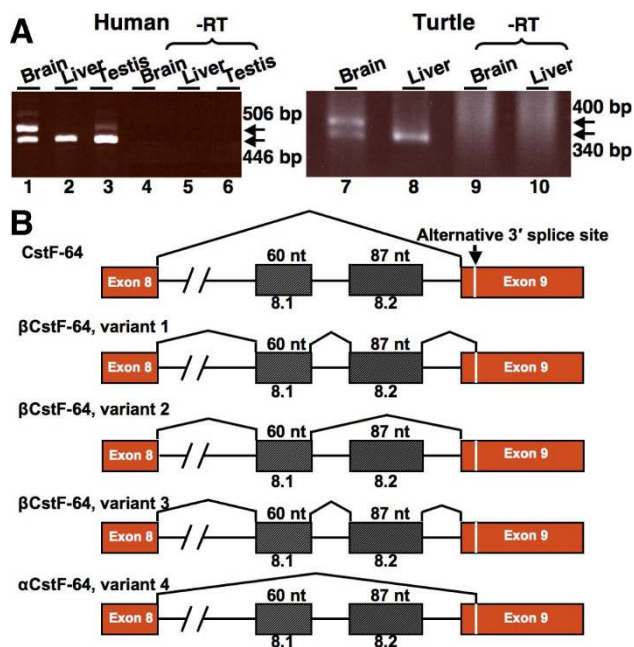 A
Human
-RT
Turtle
-RT
Brain Liver Testis Brain Liver Testis
Brain Liver Brain Liver
506 bp
446 bp
400 bp
340 bp
1 2 3 4 5 6
7 8 9 10
B
CstF-64
60 nt 87 nt
Alternative 3′ splice site
Exon 8 Exon 9
8.1 8.2
βCstF-64, variant 1
60 nt 87 nt
Exon 8 Exon 9
8.1 8.2
βCstF-64, variant 2
60 nt 87 nt
Exon 8 Exon 9
8.1 8.2
βCstF-64, variant 3
60 nt 87 nt
Exon 8 Exon 9
8.1 8.2
αCstF-64, variant 4
60 nt 87 nt
Exon 8 Exon 9
8.1 8.2